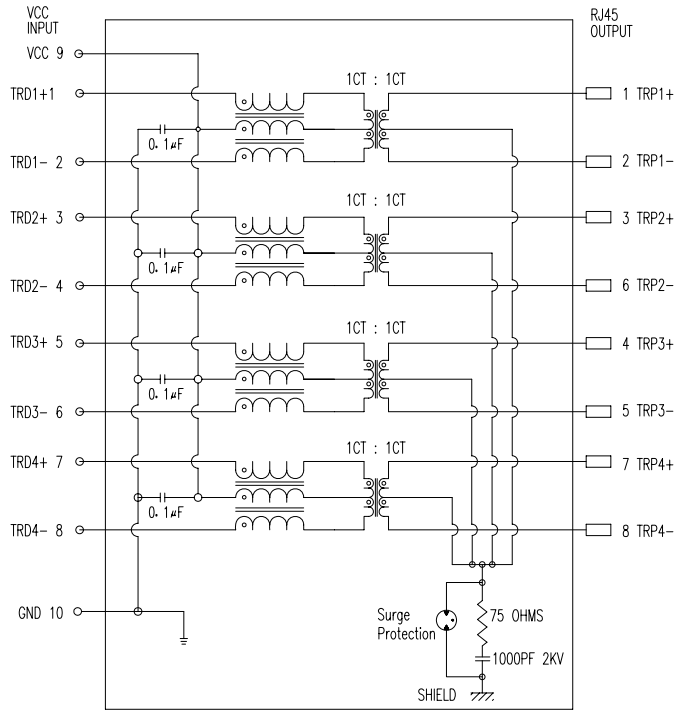 VCC
INPUT
RJ45
OUTPUT
VCC 9
1CT : 1CT
TRD1+1
1 TRP1+
0.1μF
TRD1- 2
2 TRP1-
1CT : 1CT
TRD2+ 3
3 TRP2+
0.1μF
TRD2- 4
6 TRP2-
1CT : 1CT
TRD3+ 5
4 TRP3+
0.1μF
TRD3- 6
5 TRP3-
1CT : 1CT
TRD4+ 7
7 TRP4+
0.1μF
TRD4- 8
8 TRP4-
GND 10
Surge
Protection
75 OHMS
1000PF 2KV
SHIELD